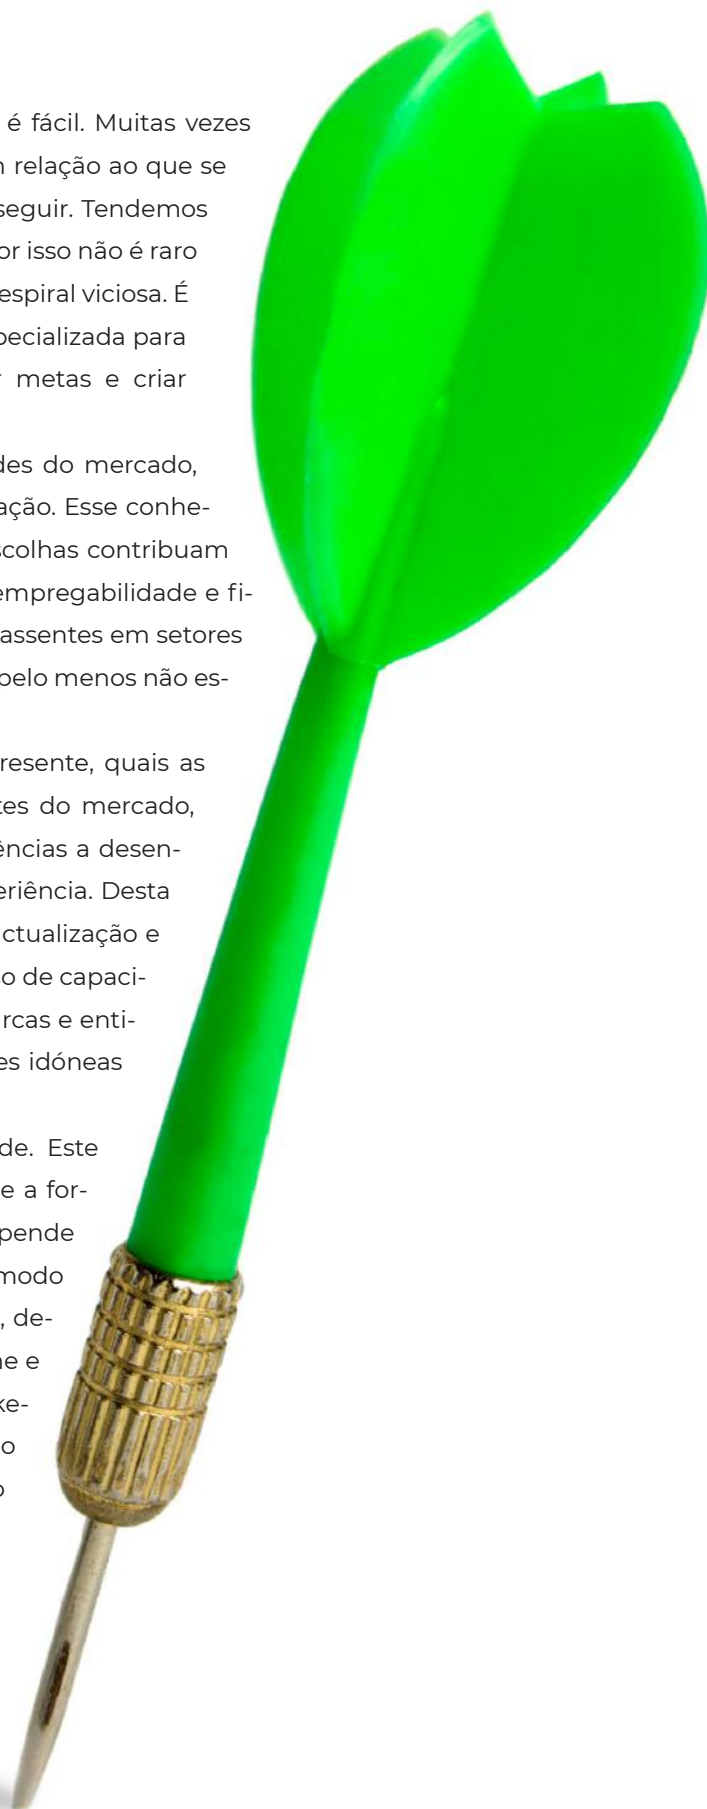 é fácil. Muitas vezes
relação ao que se
seguir. Tendemos
or isso não é raro
espiral viciosa. É
pecializada para
metas e criar
des do mercado,
ação. Esse conhe-
scolhas contribuam
empregabilidade e fi-
assentes em setores
pelo menos não es-
resente, quais as
tes do mercado,
ências a desen-
eriência. Desta
ctualização e
o de capaci-
rcas e enti-
es idóneas
de. Este
e a for-
pende
modo
, de-
e e
ke-
o